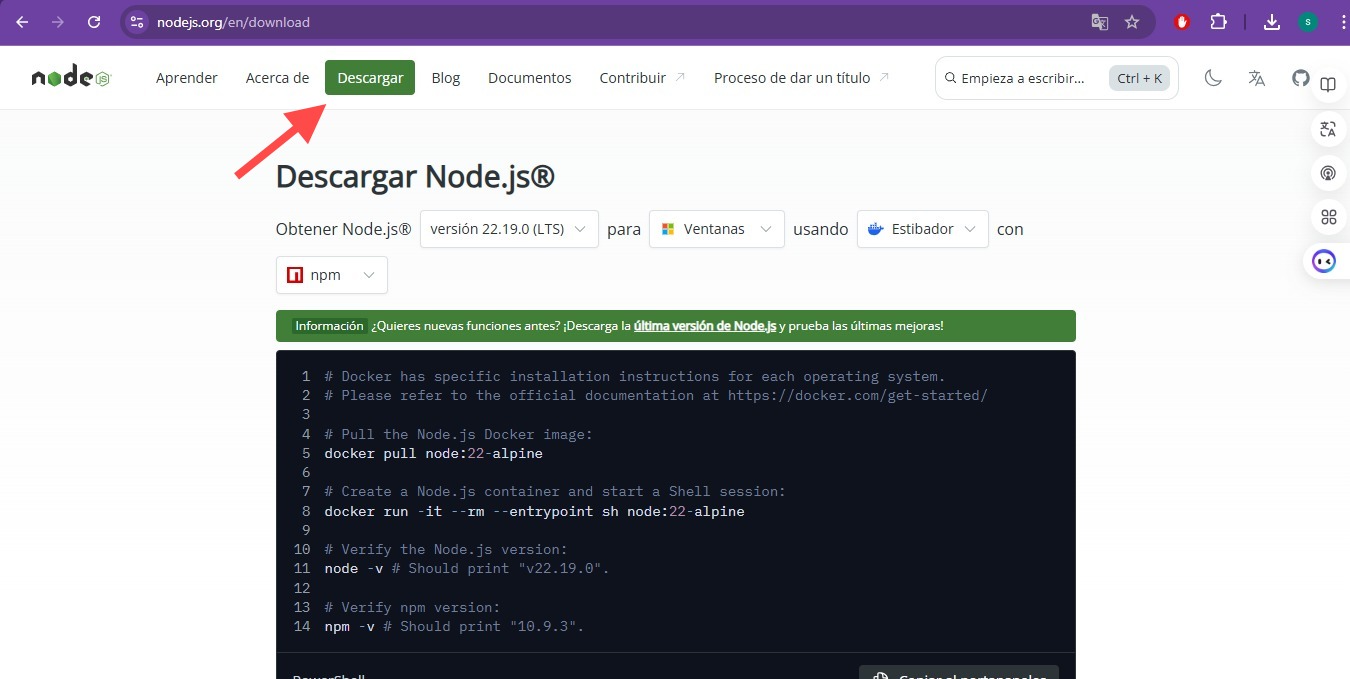 nodejs.org/en/download
S
node JS
Aprender Acerca de Descargar Blog Documentos Contribuir Proceso de dar un título Empieza a escribir... Ctrl + K
Descargar Node.js®
Obtener Node.js® versión 22.19.0 (LTS) para Ventanas usando Estibador con
npm
Información ¿Quieres nuevas funciones antes? ¡Descarga la última versión de Node.js y prueba las últimas mejoras!
1 # Docker has specific installation instructions for each operating system.
2 # Please refer to the official documentation at https://docker.com/get-started/
3
4 # Pull the Node.js Docker image:
5 docker pull node:22-alpine
6
7 # Create a Node.js container and start a Shell session:
8 docker run -it --rm --entrypoint sh node:22-alpine
9
10 # Verify the Node.js version:
11 node -v # Should print "v22.19.0".
12
13 # Verify npm version:
14 npm -v # Should print "10.9.3".
PowerShell Copiar al portapapeles